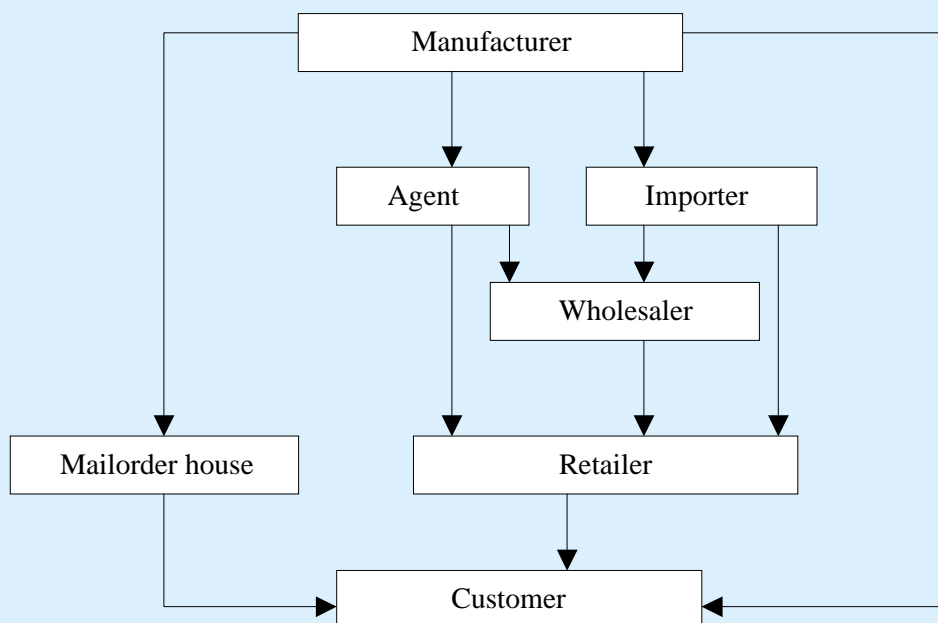 Manufacturer
Agent
Importer
Wholesaler
Mailorder house
Retailer
Customer